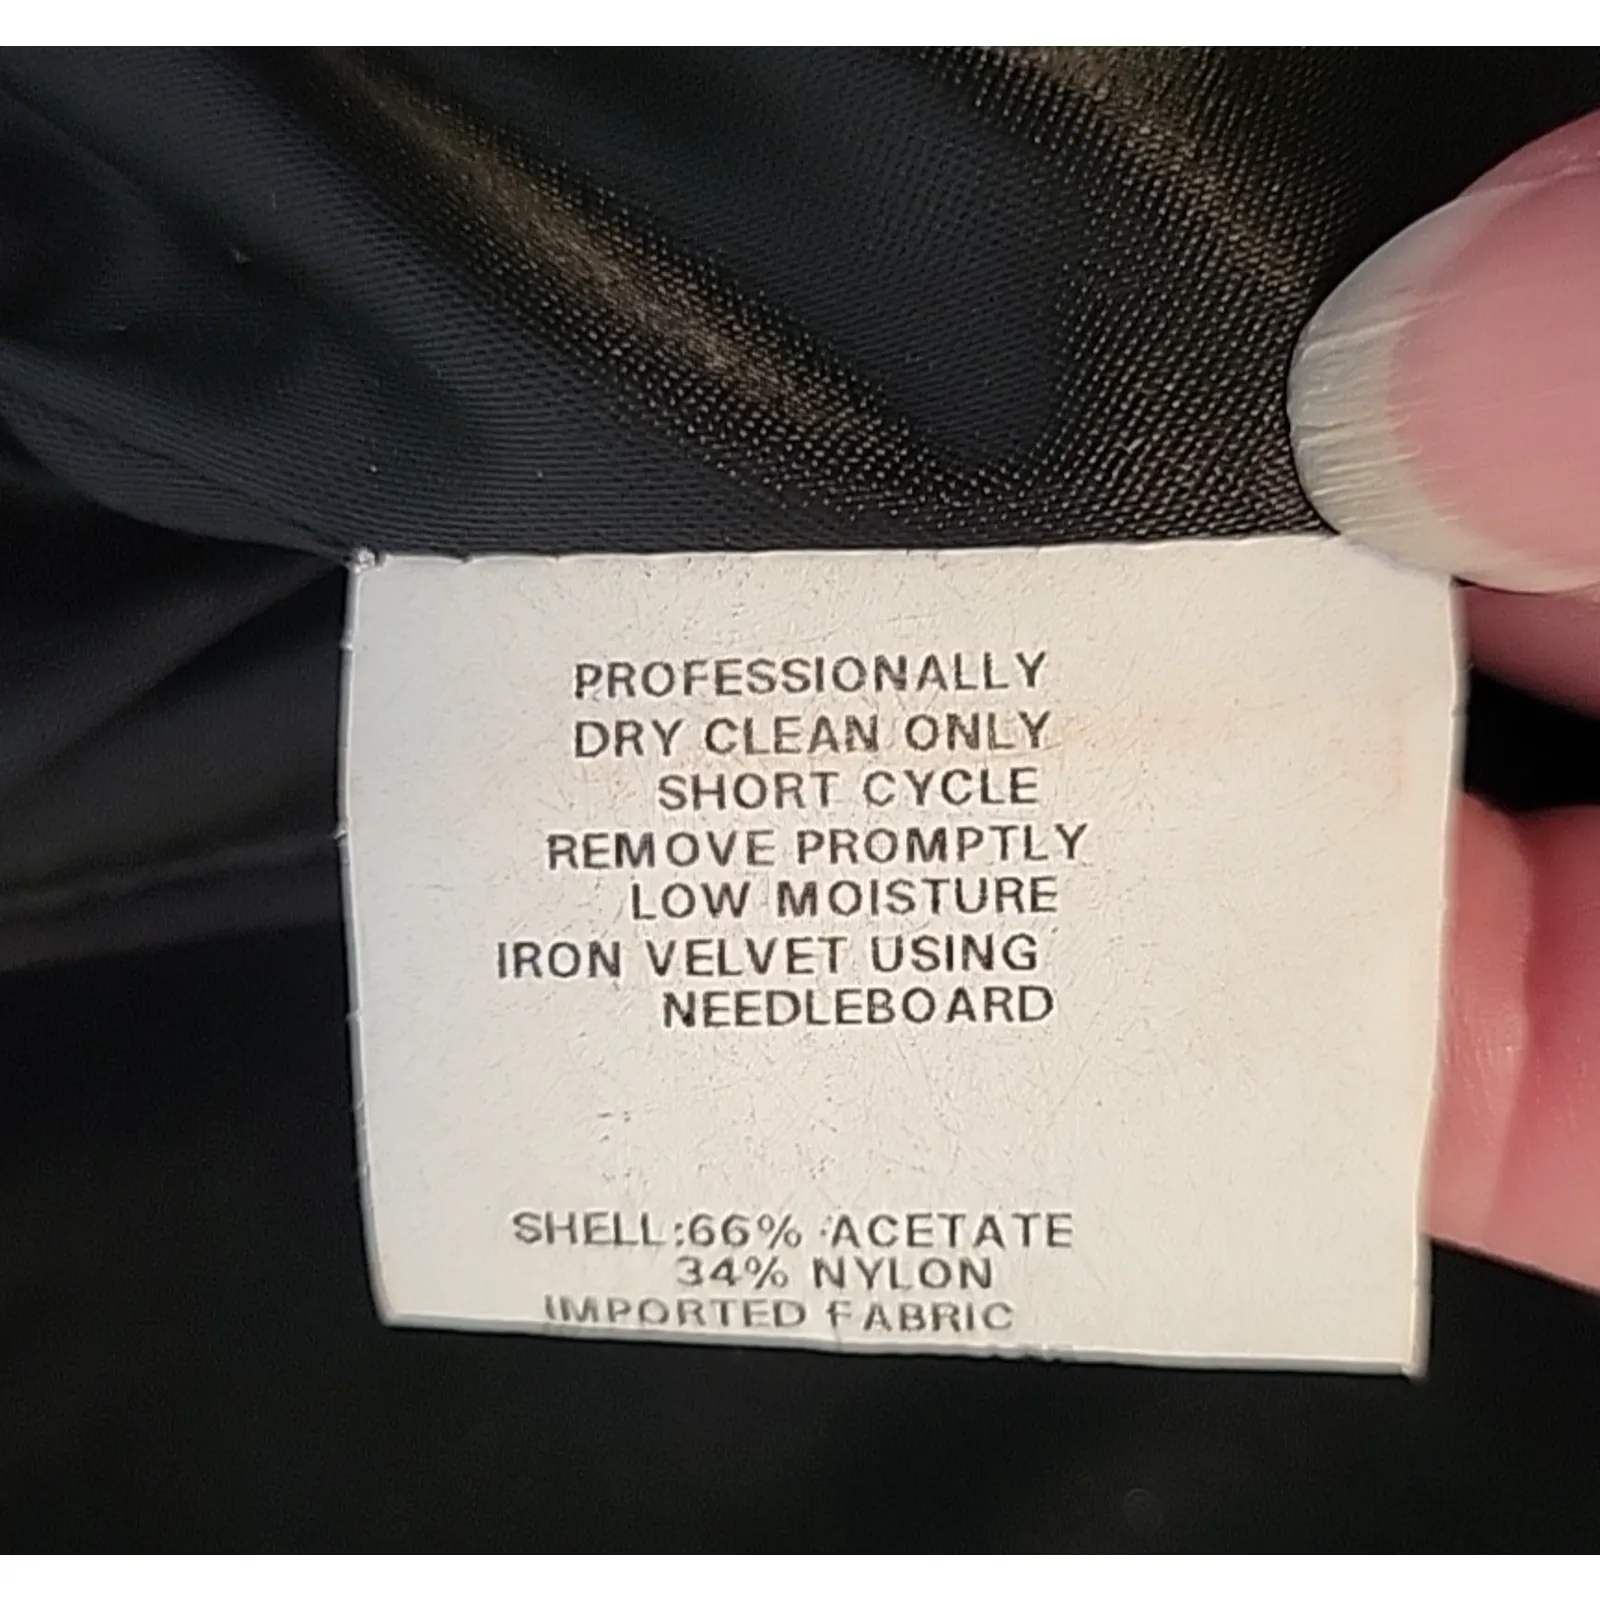 PROFESSIONALLY
DRY CLEAN ONLY
SHORT CYCLE
REMOVE PROMPTLY
LOW MOISTURE
IRON VELVET USING
NEEDLEBOARD
SHELL:66% ACETATE
34% NYLON
IMPORTED FABRIC